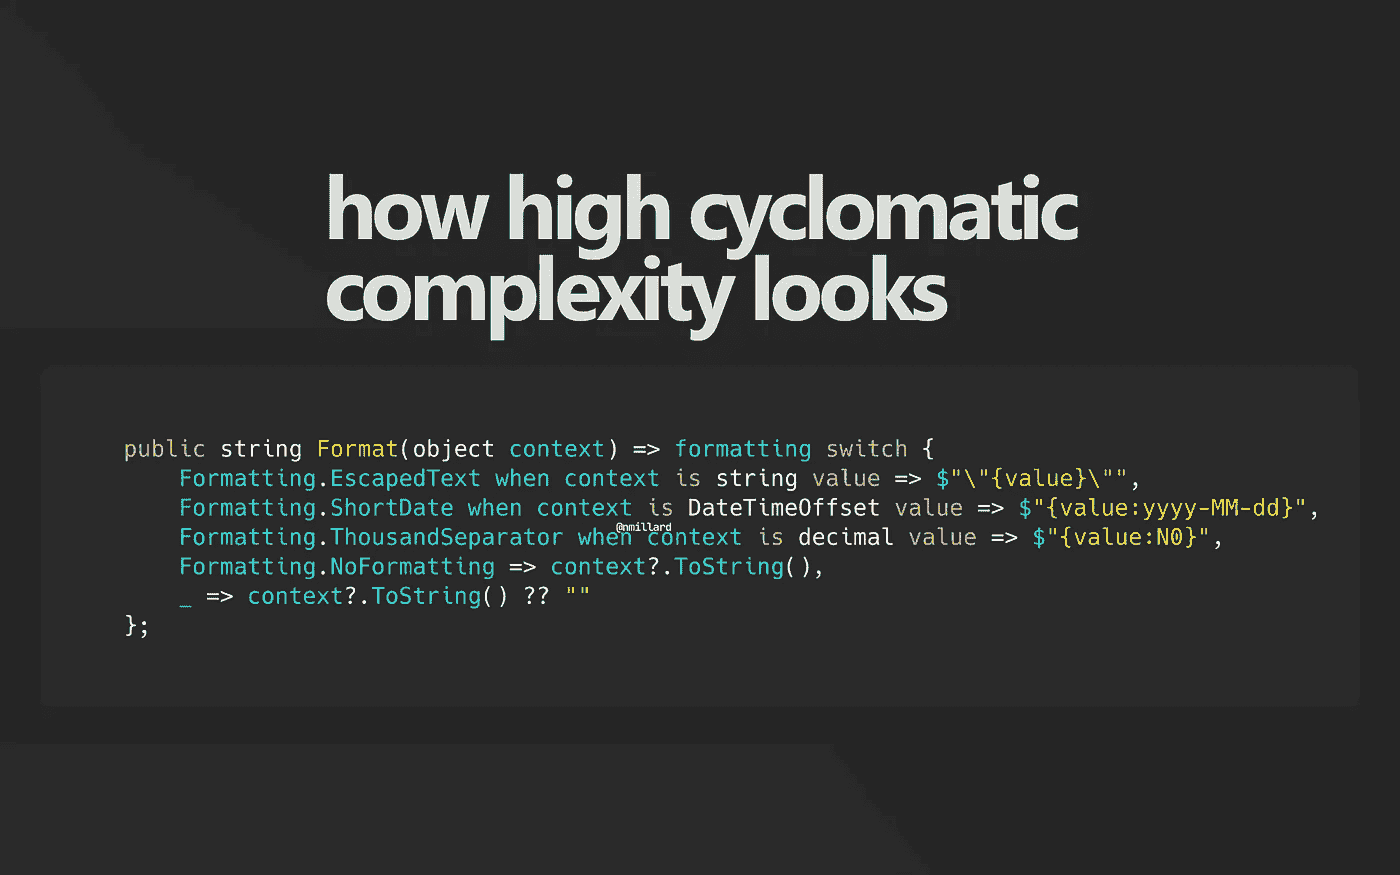 how high cyclomatic
complexity looks
public string Format(object context) => formatting switch {
    Formatting.EscapedText when context is string value => $"\"{value}\"",
    Formatting.ShortDate when context is DateTimeOffset value => $"{value:yyyy-MM-dd}",
@nmillard
    Formatting.ThousandSeparator when context is decimal value => $"{value:N0}",
    Formatting.NoFormatting => context?.ToString(),
    _ => context?.ToString() ?? ""
};